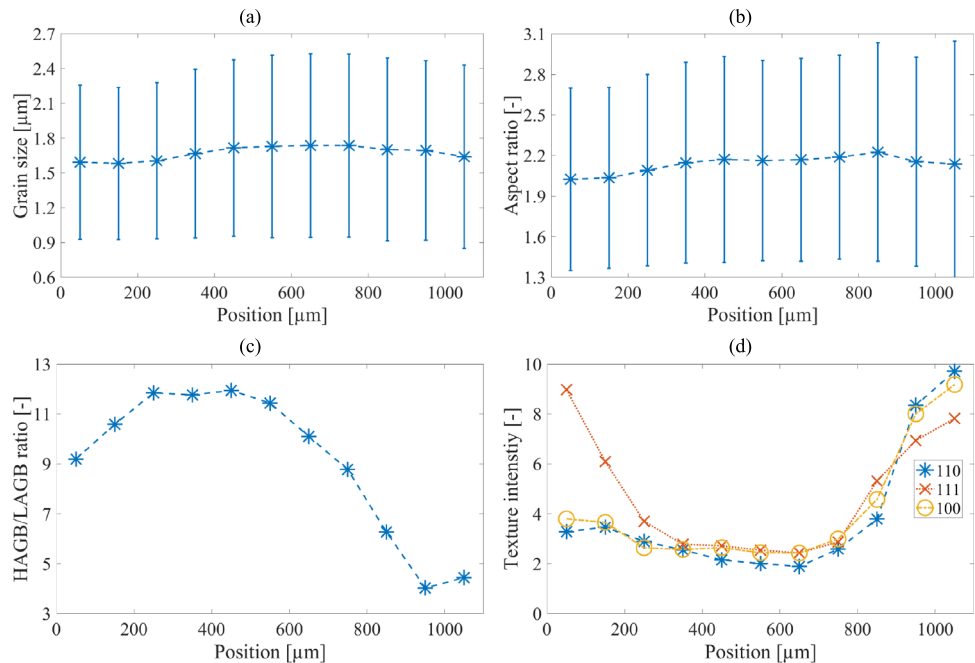 (a)
2.7
2.4
2.1
1.8
1.5
1.2
0.9
0.6
Grain size [µm]
0 200 400 600 800 1000
Position [µm]
(b)
3.1
2.8
2.5
2.2
1.9
1.6
1.3
Aspect ratio [-]
0 200 400 600 800 1000
Position [µm]
(c)
13
11
9
7
5
3
HAGB/LAGB ratio [-]
0 200 400 600 800 1000
Position [µm]
(d)
10
8
6
4
2
0
Texture intenstiy [-]
110
111
100
0 200 400 600 800 1000
Position [µm]